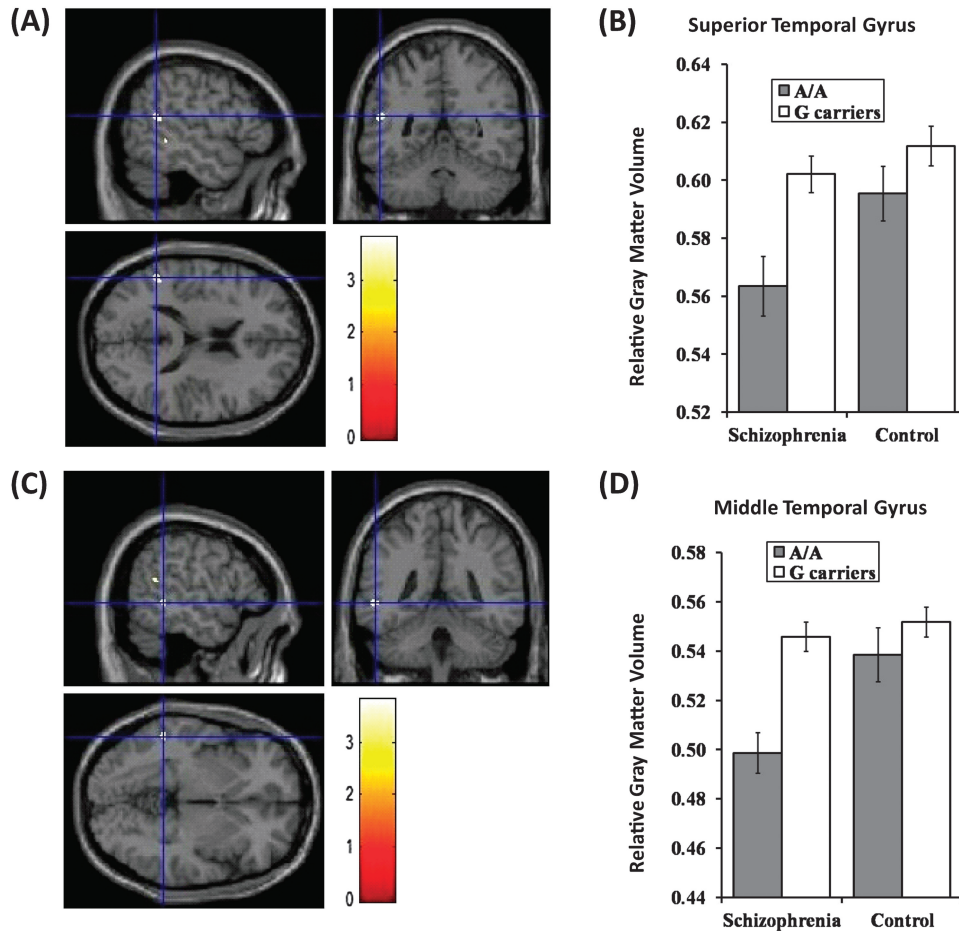 (A)
3
2
1
0
(B)
Superior Temporal Gyrus
Relative Gray Matter Volume
0.64
0.62
0.60
0.58
0.56
0.54
0.52
A/A
G carriers
Schizophrenia Control
(C)
3
2
1
0
(D)
Middle Temporal Gyrus
Relative Gray Matter Volume
0.58
0.56
0.54
0.52
0.50
0.48
0.46
0.44
A/A
G carriers
Schizophrenia Control